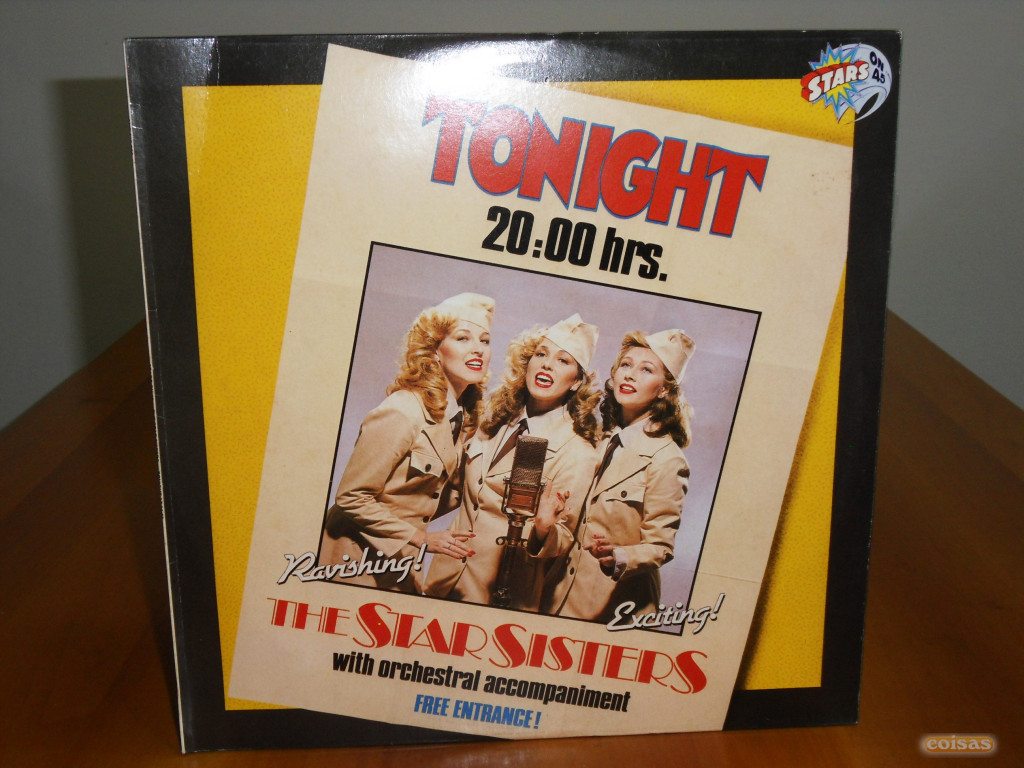 STARS ON 45
TONIGHT
20:00 hrs.
Ravishing!
Exciting!
THE STAR SISTERS
with orchestral accompaniment
FREE ENTRANCE!
coisas